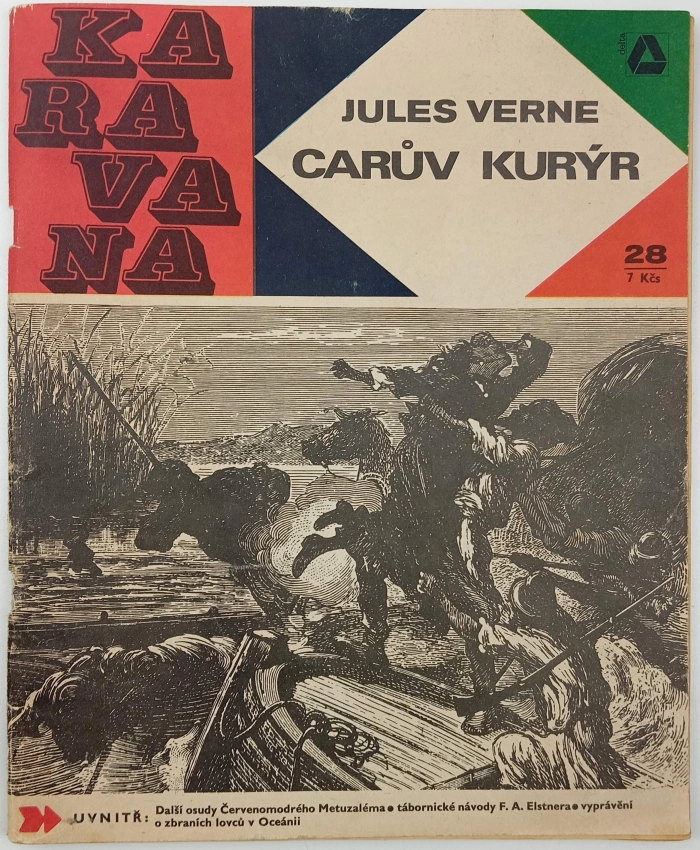 KA
RA
VA
NA
delta
JULES VERNE
CARŮV KURÝR
28
7 Kčs
UVNITŘ: Další osudy Červenomodrého Metuzaléma● tábornické návody F. A. Elstnera● vyprávění
o zbraních lovců v Oceánii